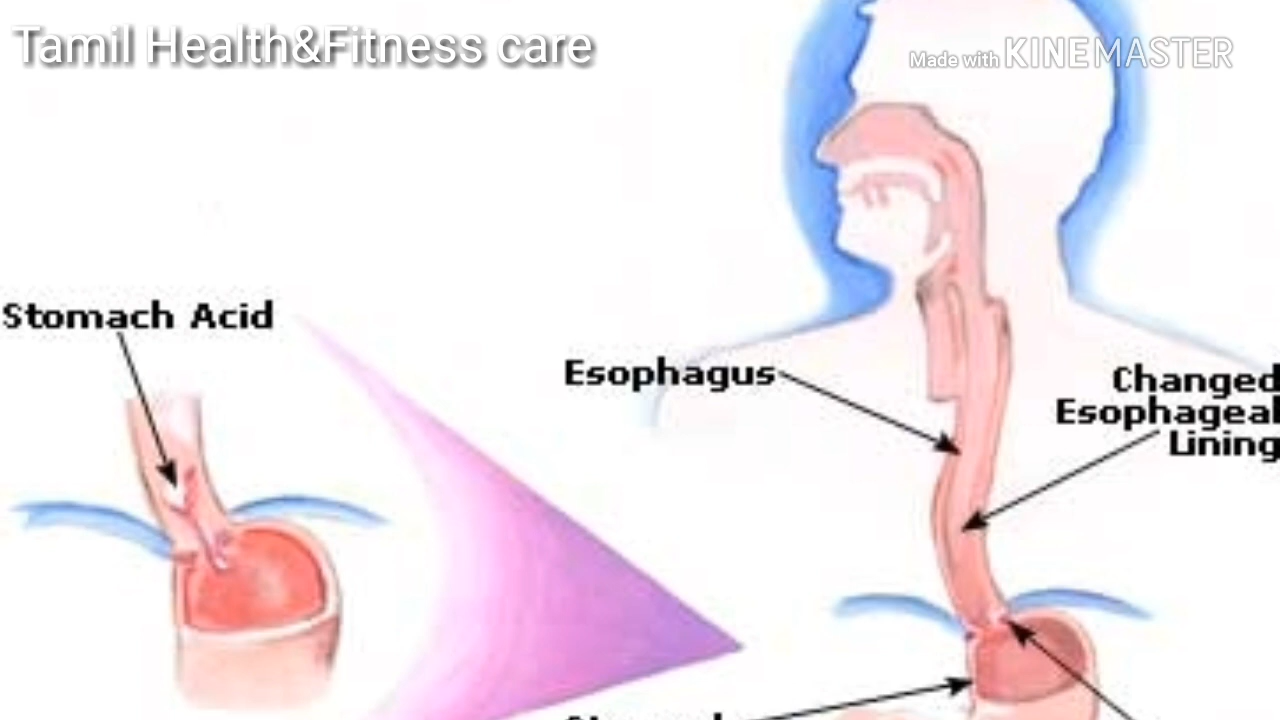 Tamil Health&Fitness care
Made with KINEMASTER
Stomach Acid
Esophagus
Changed
Esophageal
Lining